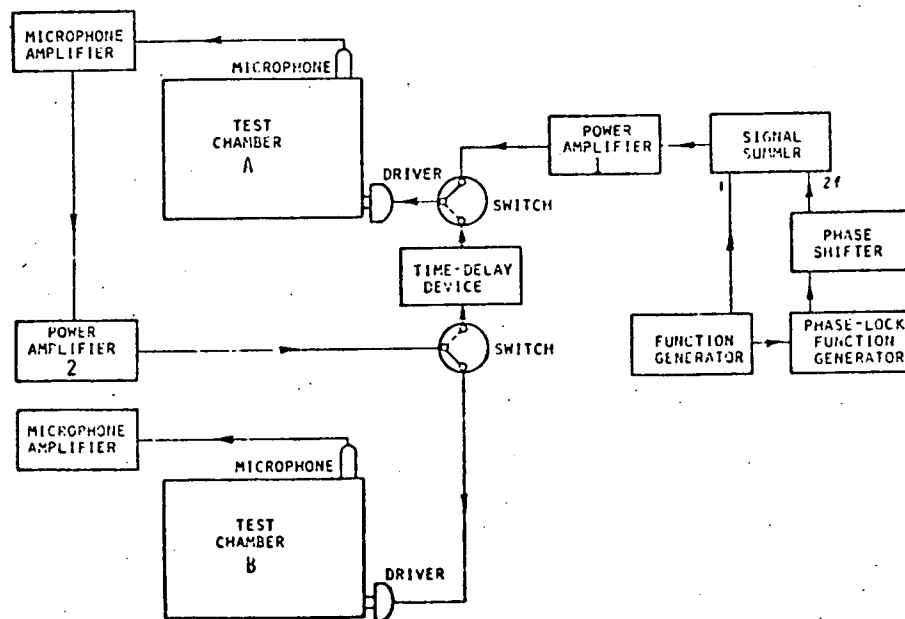 MICROPHONE
AMPLIFIER
MICROPHONE
TEST
CHAMBER
A
DRIVER
POWER
AMPLIFIER
1
SIGNAL
SUMMER
1
2f
SWITCH
PHASE
SHIFTER
TIME-DELAY
DEVICE
POWER
AMPLIFIER
2
SWITCH
FUNCTION
GENERATOR
PHASE-LOCK
FUNCTION
GENERATOR
MICROPHONE
AMPLIFIER
MICROPHONE
TEST
CHAMBER
B
DRIVER